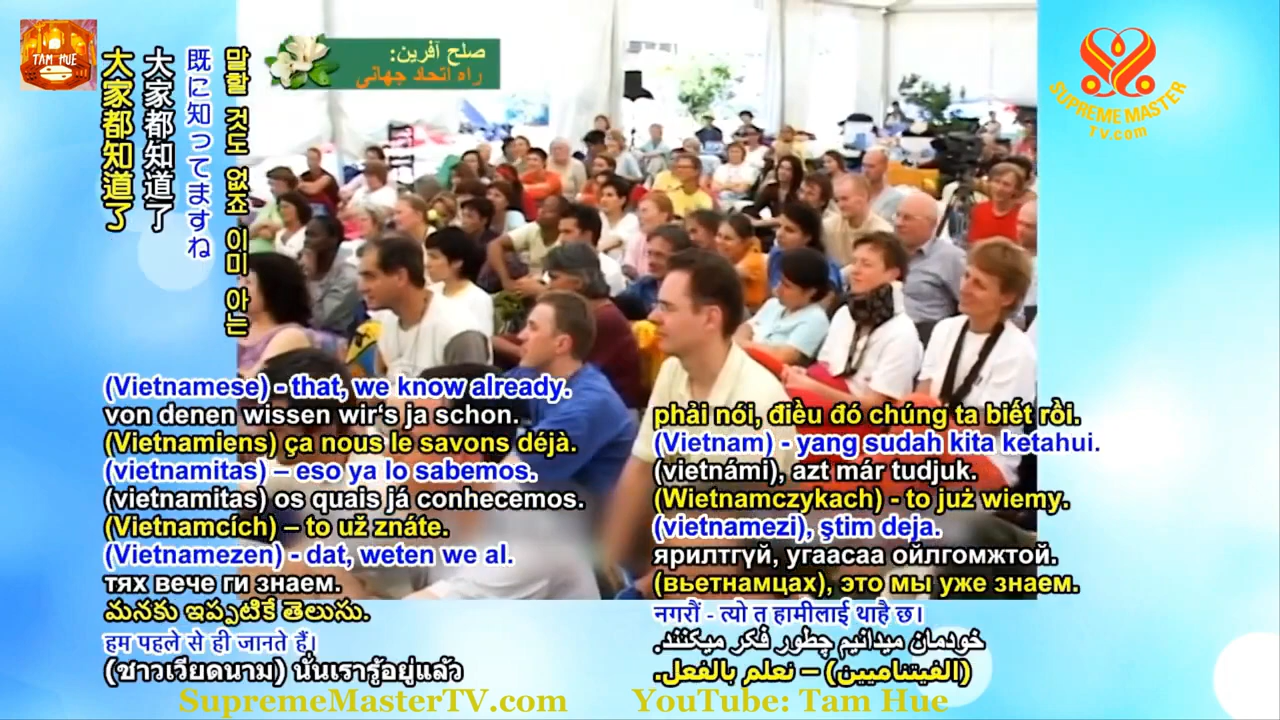 TAM HUE
大家都知道了
大家都知道了
既に知ってますね
말할 것도 없죠 이미 아는
صلح آفرین:
راه اتحاد جهانی
SUPREME MASTER
TV.com
(Vietnamese) - that, we know already.
von denen wissen wir's ja schon.
(Vietnamiens) ça nous le savons déjà.
(vietnamitas) – eso ya lo sabemos.
(vietnamitas) os quais já conhecemos.
(Vietnamcích) – to už znáte.
(Vietnamezen) - dat, weten we al.
тях вече ги знаем.
మనకు ఇప్పటికే తెలుసు.
हम पहले से ही जानते हैं।
(ชาวเวียดนาม) นั่นเรารู้อยู่แล้ว
phải nói, điều đó chúng ta biết rồi.
(Vietnam) - yang sudah kita ketahui.
(vietnámi), azt már tudjuk.
(Wietnamczykach) - to już wiemy.
(vietnamezi), ştim deja.
ярилтгүй, угаасаа ойлгомжтой.
(вьетнамцах), это мы уже знаем.
नगरौं - त्यो त हामीलाई थाहै छ।
خودمان میدانیم چطور فکر میکنند.
(الفيتناميين) – نعلم بالفعل.
SupremeMasterTV.com
YouTube: Tam Hue